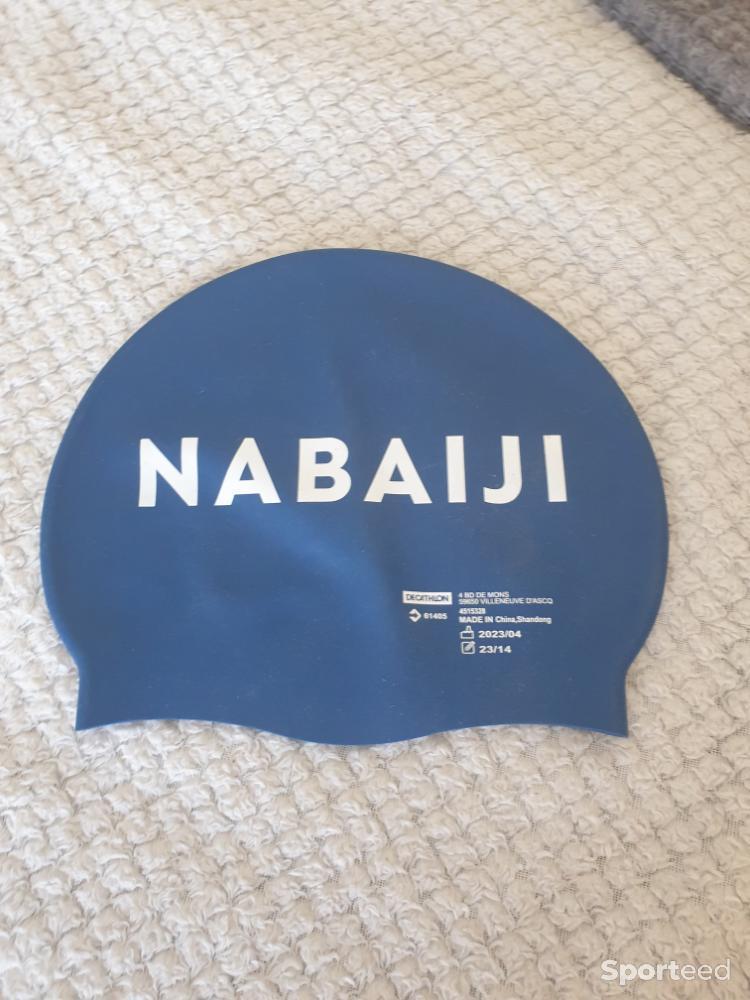 NABAIJI
DECATHLON
4 BD DE MONS
59650 VILLENEUVE D'ASCQ
61405
4515328
MADE IN China,Shandong
2023/04
23/14
Sporteed